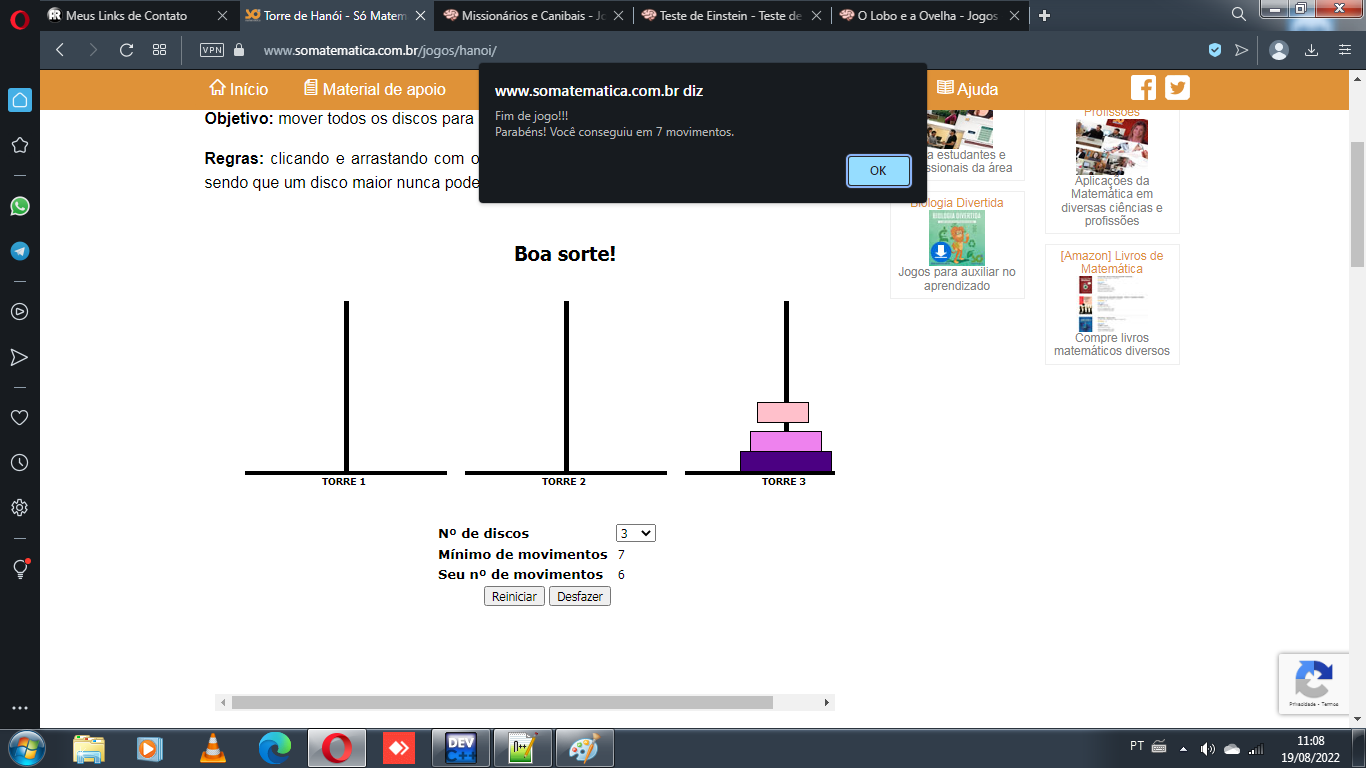 Meus Links de Contato
Torre de Hanói - Só Matem
Missionários e Canibais - Jo
Teste de Einstein - Teste de
O Lobo e a Ovelha - Jogos
VPN
www.somatematica.com.br/jogos/hanoi/
Início
Material de apoio
Ajuda
www.somatematica.com.br diz
Fim de jogo!!!
Parabéns! Você conseguiu em 7 movimentos.
OK
Objetivo: mover todos os discos para
Regras: clicando e arrastando com o
sendo que um disco maior nunca pode
a estudantes e
ssionais da área
Biologia Divertida
BIOLOGIA DIVERTIDA
Jogos para auxiliar no
aprendizado
Profissões
Aplicações da
Matemática em
diversas ciências e
profissões
[Amazon] Livros de
Matemática
Compre livros
matemáticos diversos
Boa sorte!
TORRE 1
TORRE 2
TORRE 3
Nº de discos 3
Mínimo de movimentos 7
Seu nº de movimentos 6
Reiniciar Desfazer
Privacidade - Termos
DEV
C++
N++
PT
11:08
19/08/2022